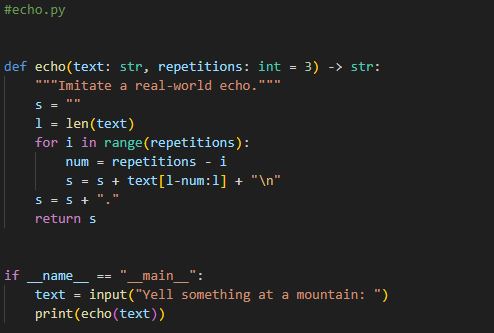 #echo.py
def echo(text: str, repetitions: int = 3) -> str:
    """Imitate a real-world echo."""
    s = ""
    l = len(text)
    for i in range(repetitions):
        num = repetitions - i
        s = s + text[l-num:l] + "\n"
    s = s + "."
    return s
if __name__ == "__main__":
    text = input("Yell something at a mountain: ")
    print(echo(text))